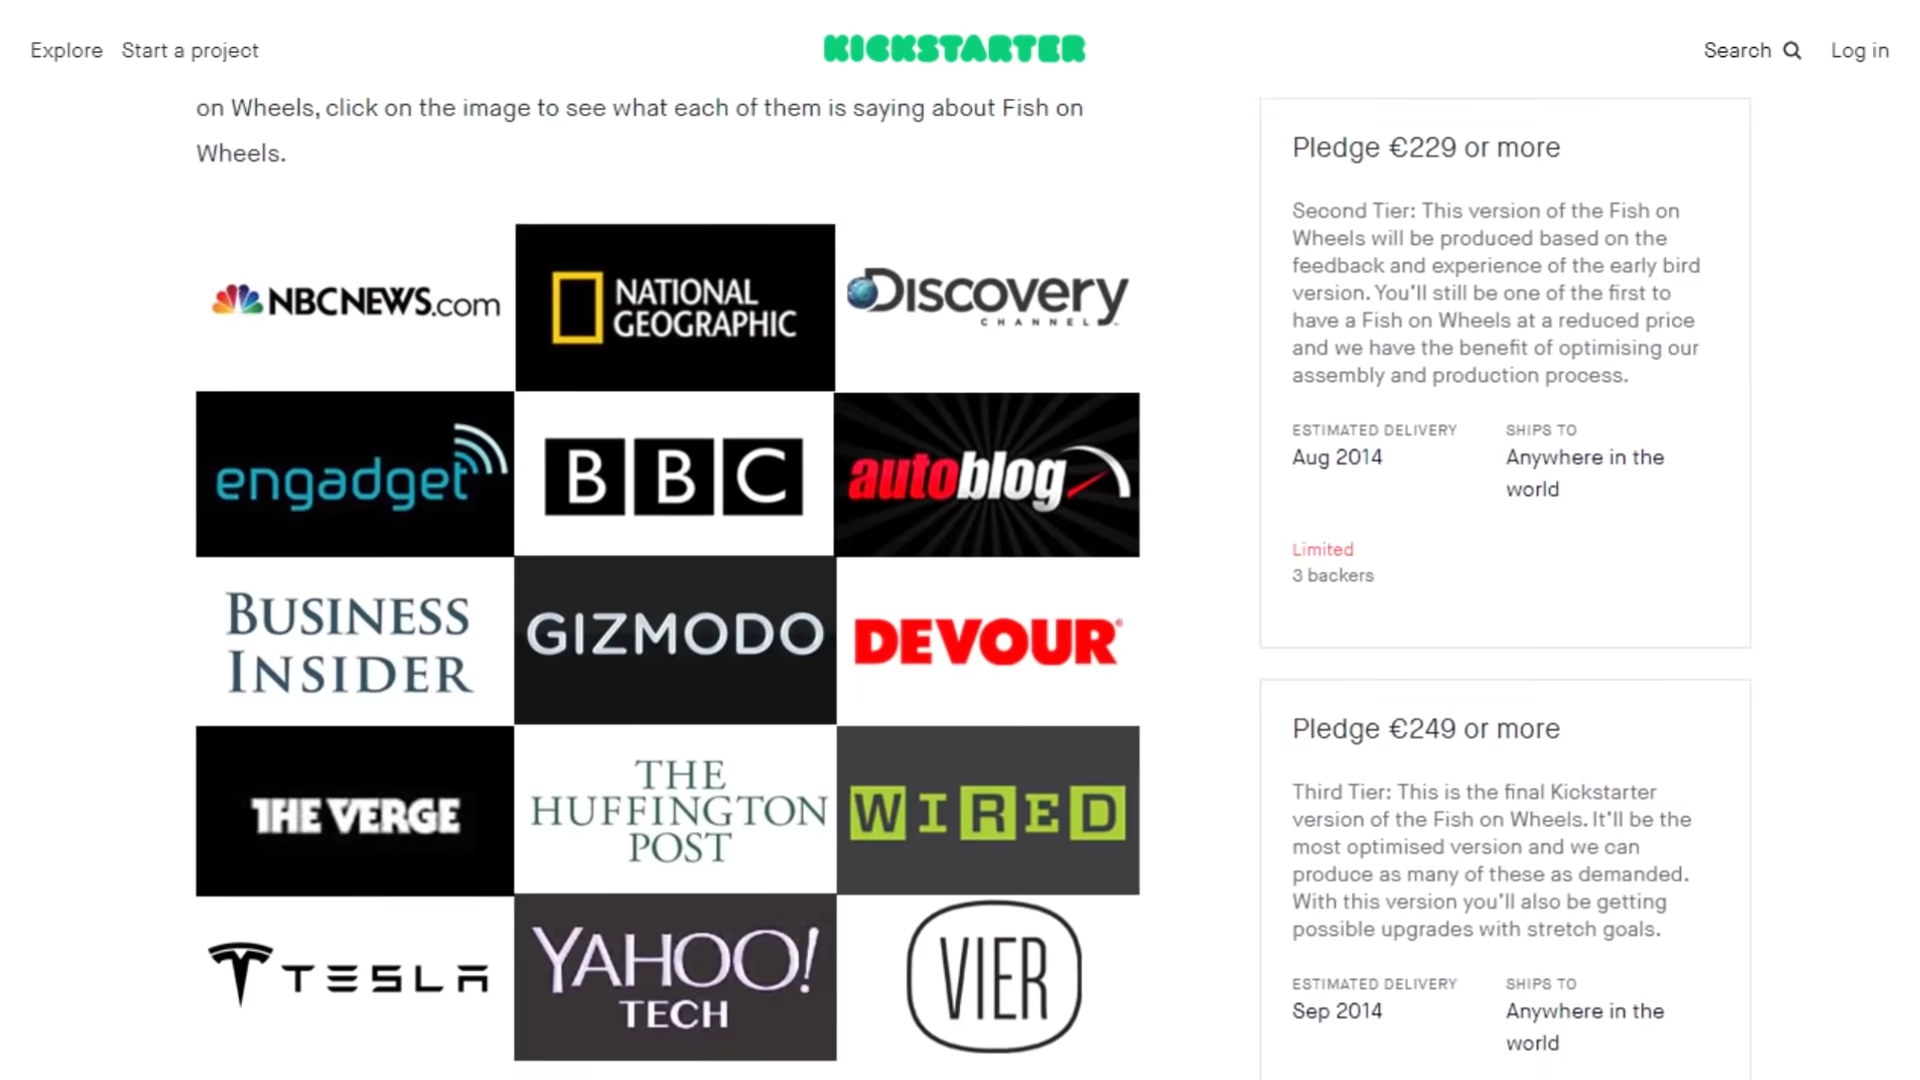 Explore Start a project KICKSTARTER Search Log in
on Wheels, click on the image to see what each of them is saying about Fish on
Wheels.
NBCNEWS.com
NATIONAL
GEOGRAPHIC
DISCOVERY
CHANNEL
engadget
BBC
autoblog
BUSINESS
INSIDER
GIZMODO
DEVOUR
THE VERGE
THE
HUFFINGTON
POST
WIRED
TESLA
YAHOO!
TECH
VIER
Pledge €229 or more
Second Tier: This version of the Fish on
Wheels will be produced based on the
feedback and experience of the early bird
version. You'll still be one of the first to
have a Fish on Wheels at a reduced price
and we have the benefit of optimising our
assembly and production process.
ESTIMATED DELIVERY
Aug 2014
SHIPS TO
Anywhere in the
world
Limited
3 backers
Pledge €249 or more
Third Tier: This is the final Kickstarter
version of the Fish on Wheels. It'll be the
most optimised version and we can
produce as many of these as demanded.
With this version you'll also be getting
possible upgrades with stretch goals.
ESTIMATED DELIVERY
Sep 2014
SHIPS TO
Anywhere in the
world